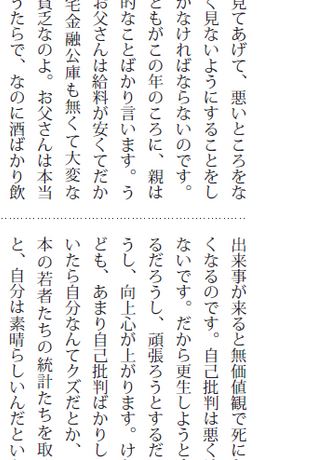 見てあげて、悪いところをな
く見ないようにすることをし
かなければならないのです。
ともがこの年のころに、親は
的なことばかり言います。う
お父さんは給料が安くてだか
宅金融公庫も無くて大変な
貧乏なのよ。お父さんは本当
うたらで、なのに酒ばかり飲
出来事が来ると無価値観で死に
くなるのです。自己批判は悪く
ないです。だから更生しようと
るだろうし、頑張ろうとするだ
うし、向上心が上がります。け
ども、あまり自己批判ばかりし
いたら自分なんてクズだとか、
本の若者たちの統計たちを取
と、自分は素晴らしいんだとい